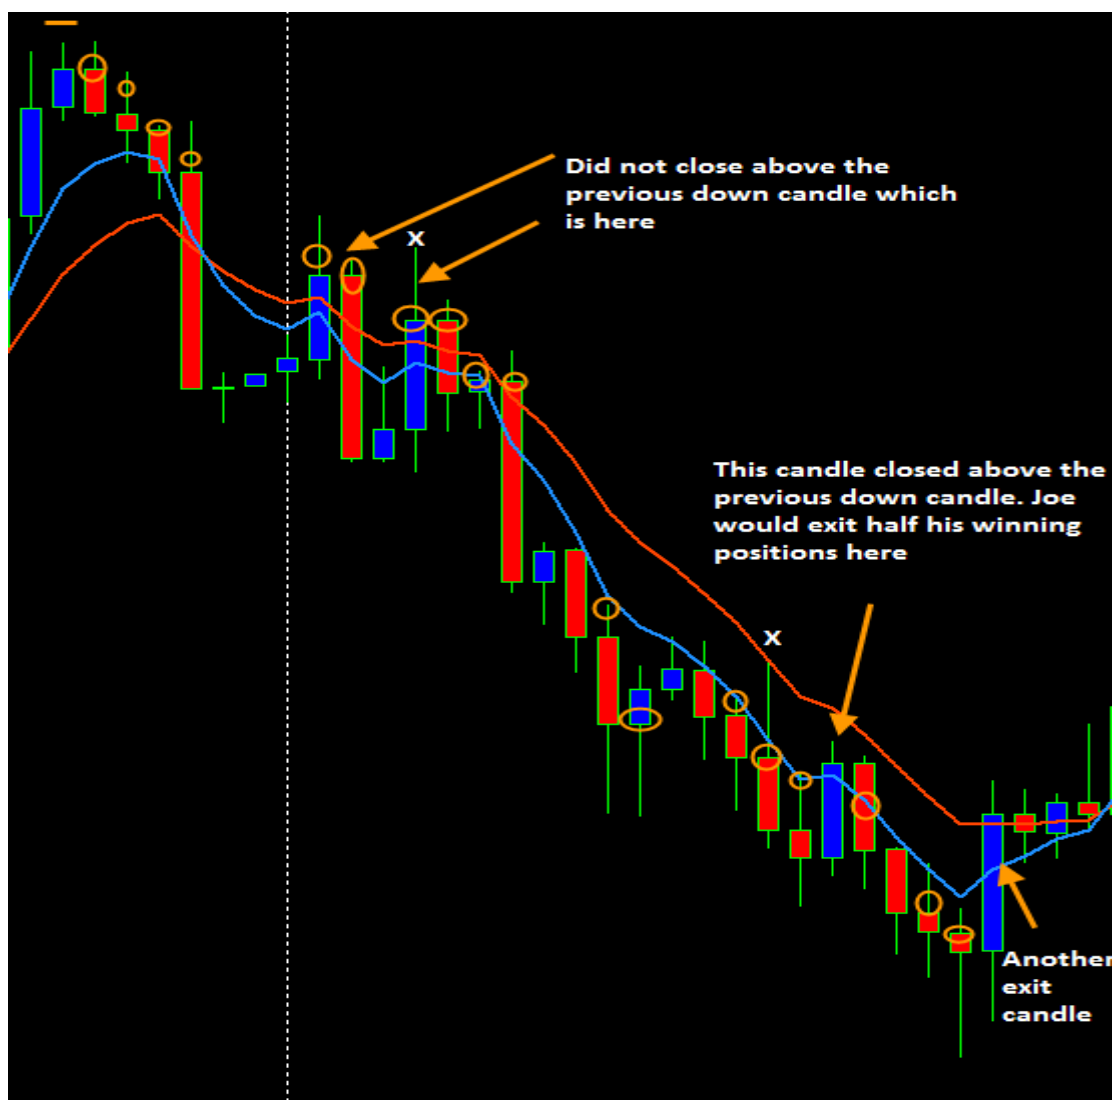 Did not close above the
previous down candle which
is here
X
This candle closed above the
previous down candle. Joe
would exit half his winning
positions here
X
Another
exit
candle